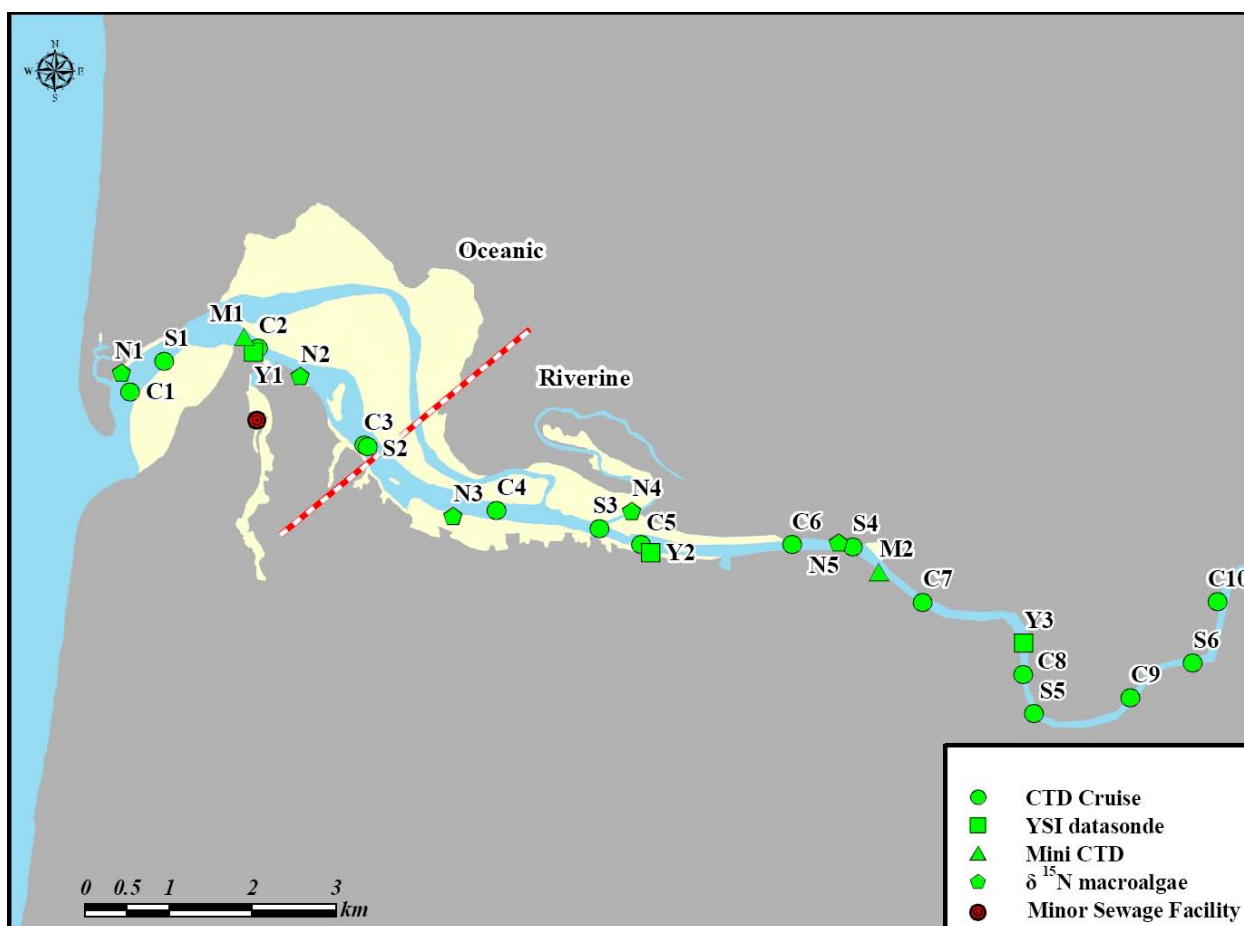 N
W E
S
Oceanic
M1
C2
S1
N1
N2
Y1
C1
Riverine
C3
S2
N3
C4
N4
S3
C5
Y2
C6
S4
N5
M2
C7
C10
Y3
S6
C8
C9
S5
CTD Cruise
YSI datasonde
Mini CTD
δ ¹⁵N macroalgae
Minor Sewage Facility
0 0.5 1 2 3
km